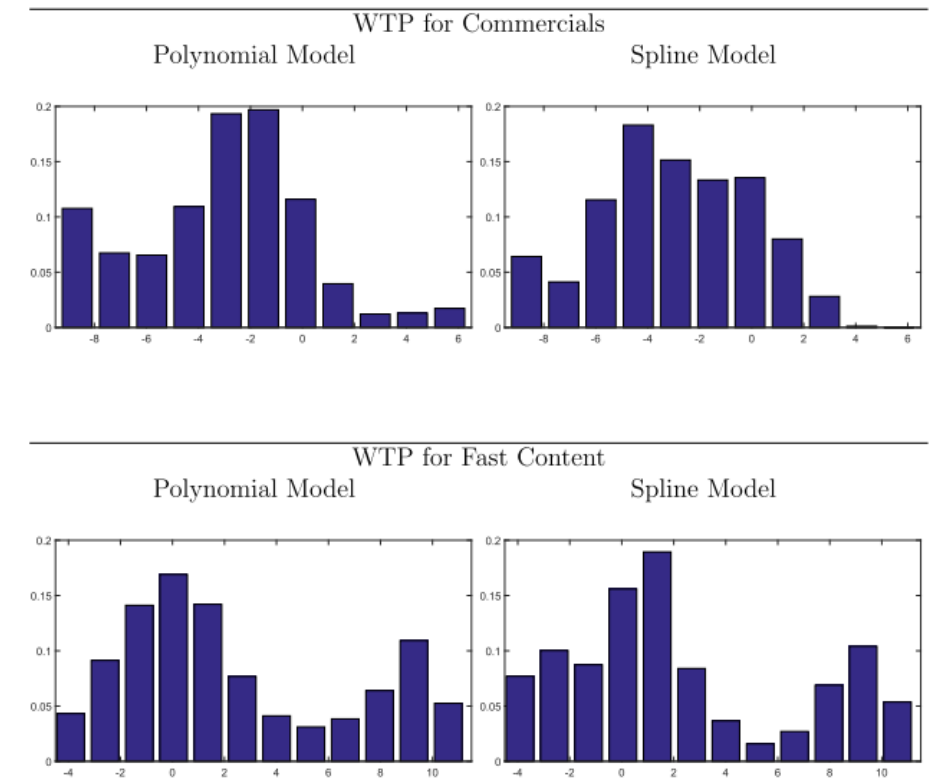 WTP for Commercials
Polynomial Model Spline Model
0.2 0.2
0.15 0.15
0.1 0.1
0.05 0.05
0 0
-8 -6 -4 -2 0 2 4 6 -8 -6 -4 -2 0 2 4 6
WTP for Fast Content
Polynomial Model Spline Model
0.2 0.2
0.15 0.15
0.1 0.1
0.05 0.05
0 0
-4 -2 0 2 4 6 8 10 -4 -2 0 2 4 6 8 10